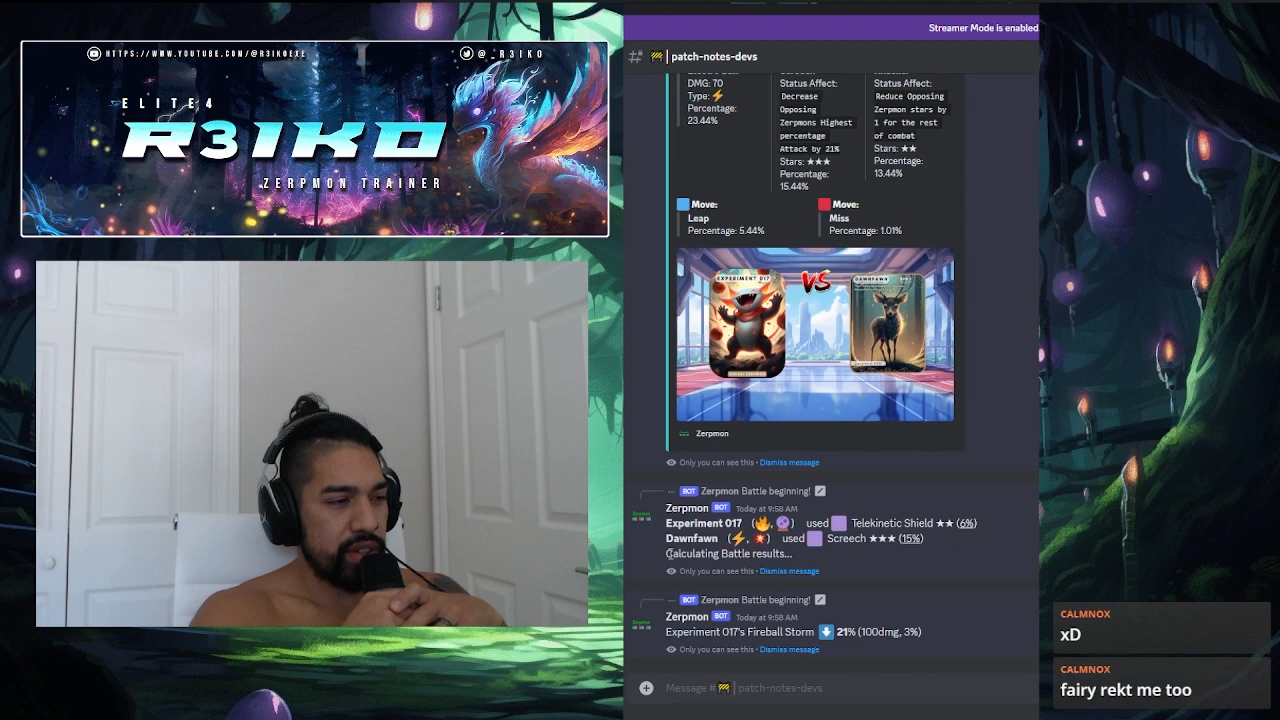 HTTPS://WWW.YOUTUBE.COM/@R3IKOEXE
@_R3IKO
ELITE4
R3IKO
ZERPMON TRAINER
Streamer Mode is enabled
patch-notes-devs
DMG: 70
Type:
Percentage:
23.44%
Status Affect:
Decrease
Opposing
Zerpmons Highest
percentage
Attack by 21%
Stars: ★★★
Percentage:
15.44%
Status Affect:
Reduce Opposing
Zerpmon stars by
1 for the rest
of combat
Stars: ★★
Percentage:
13.44%
Move:
Leap
Percentage: 5.44%
Move:
Miss
Percentage: 1.01%
EXPERIMENT 017
VS
DAWNFAWN
Zerpmon
Only you can see this • Dismiss message
BOT Zerpmon Battle beginning!
Zerpmon BOT Today at 9:58 AM
Experiment 017 (🔥, 🔮) used Telekinetic Shield ★★ (6%)
Dawnfawn (⚡, 💥) used Screech ★★★ (15%)
Calculating Battle results...
Only you can see this • Dismiss message
BOT Zerpmon Battle beginning!
Zerpmon BOT Today at 9:58 AM
Experiment 017's Fireball Storm ⬇ 21% (100dmg, 3%)
Only you can see this • Dismiss message
Message # | patch-notes-devs
CALMNOX
xD
CALMNOX
fairy rekt me too